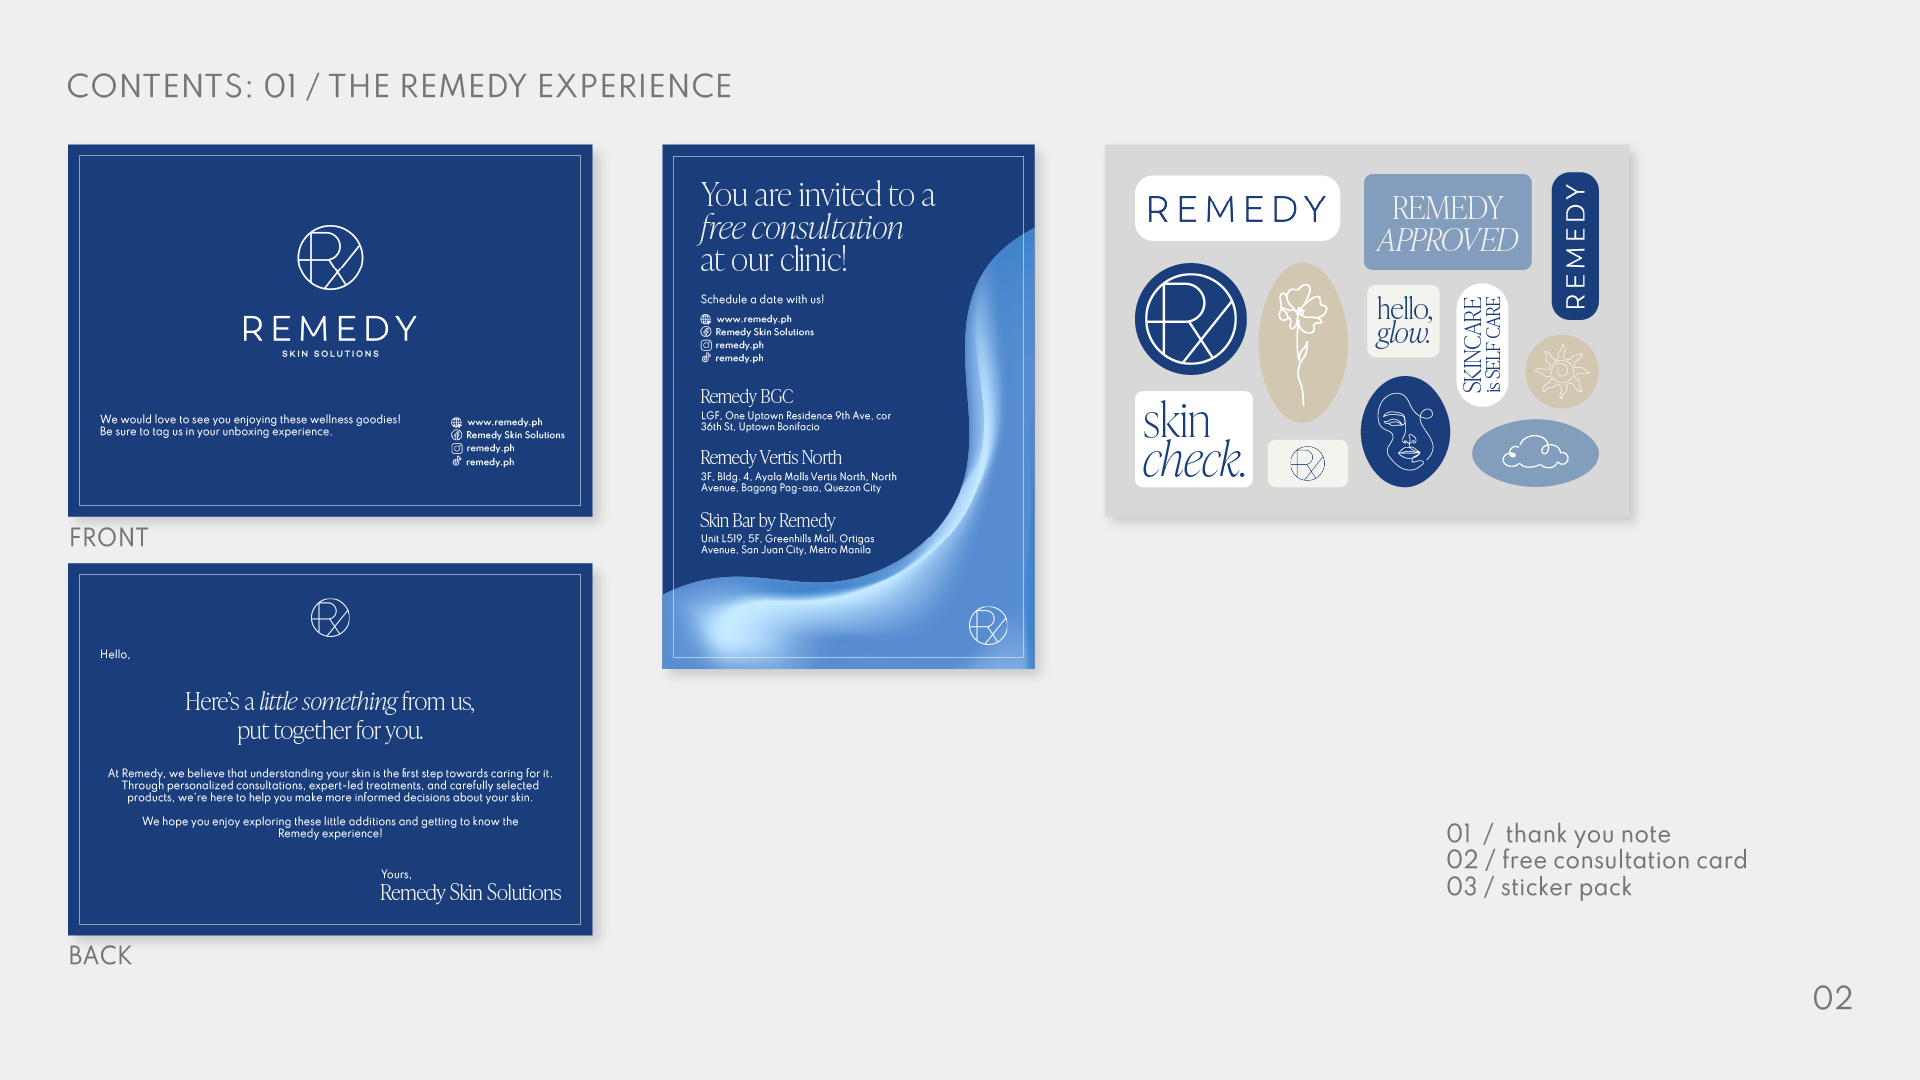 CONTENTS: 01 / THE REMEDY EXPERIENCE
REMEDY
SKIN SOLUTIONS
We would love to see you enjoying these wellness goodies!
Be sure to tag us in your unboxing experience.
www.remedy.ph
Remedy Skin Solutions
remedy.ph
remedy.ph
FRONT
Hello,
Here's a little something from us,
put together for you.
At Remedy, we believe that understanding your skin is the first step towards caring for it.
Through personalized consultations, expert-led treatments, and carefully selected
products, we're here to help you make more informed decisions about your skin.
We hope you enjoy exploring these little additions and getting to know the
Remedy experience!
Yours,
Remedy Skin Solutions
BACK
You are invited to a
free consultation
at our clinic!
Schedule a date with us!
www.remedy.ph
Remedy Skin Solutions
remedy.ph
remedy.ph
Remedy BGC
LGF, One Uptown Residence 9th Ave, cor
36th St, Uptown Bonifacio
Remedy Vertis North
3F, Bldg. 4, Ayala Malls Vertis North, North
Avenue, Bagong Pag-asa, Quezon City
Skin Bar by Remedy
Unit L519, 5F, Greenhills Mall, Ortigas
Avenue, San Juan City, Metro Manila
REMEDY
REMEDY
APPROVED
REMEDY
hello,
glow.
SKINCARE
is SELF CARE
skin
check.
01 / thank you note
02 / free consultation card
03 / sticker pack
02